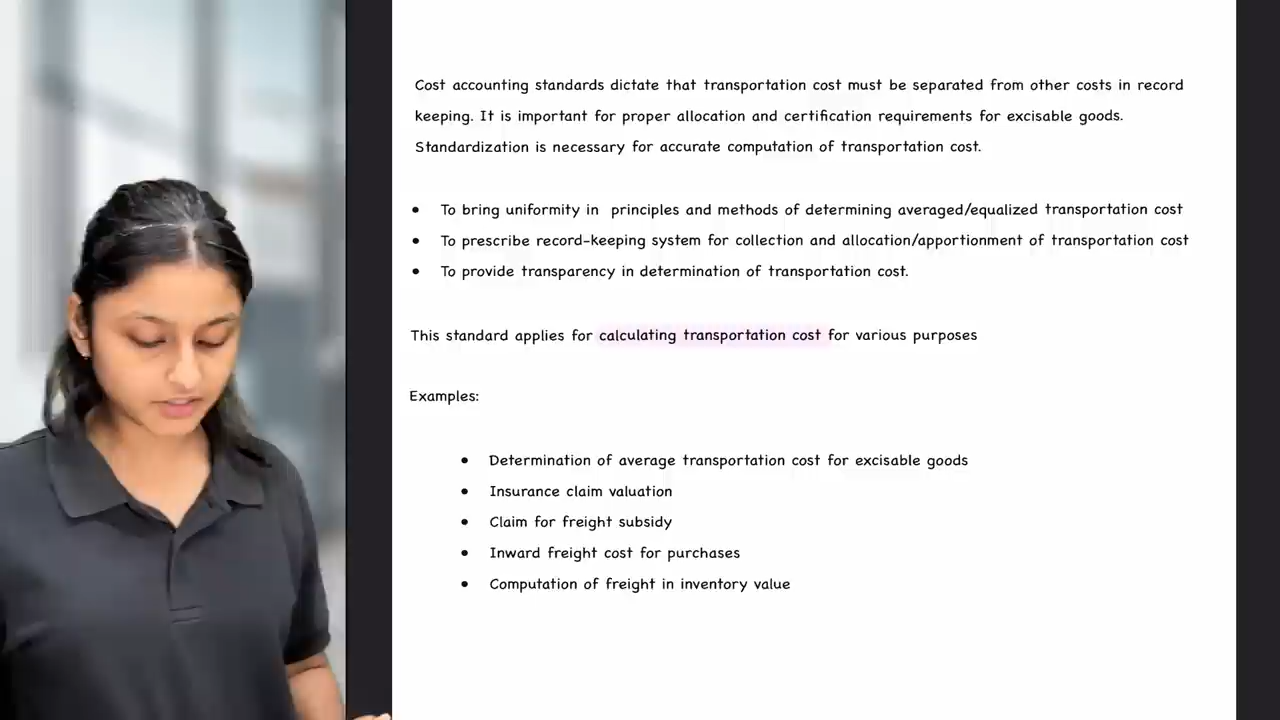 Cost accounting standards dictate that transportation cost must be separated from other costs in record
keeping. It is important for proper allocation and certification requirements for excisable goods.
Standardization is necessary for accurate computation of transportation cost.
• To bring uniformity in principles and methods of determining averaged/equalized transportation cost
• To prescribe record-keeping system for collection and allocation/apportionment of transportation cost
• To provide transparency in determination of transportation cost.
This standard applies for calculating transportation cost for various purposes
Examples:
• Determination of average transportation cost for excisable goods
• Insurance claim valuation
• Claim for freight subsidy
• Inward freight cost for purchases
• Computation of freight in inventory value